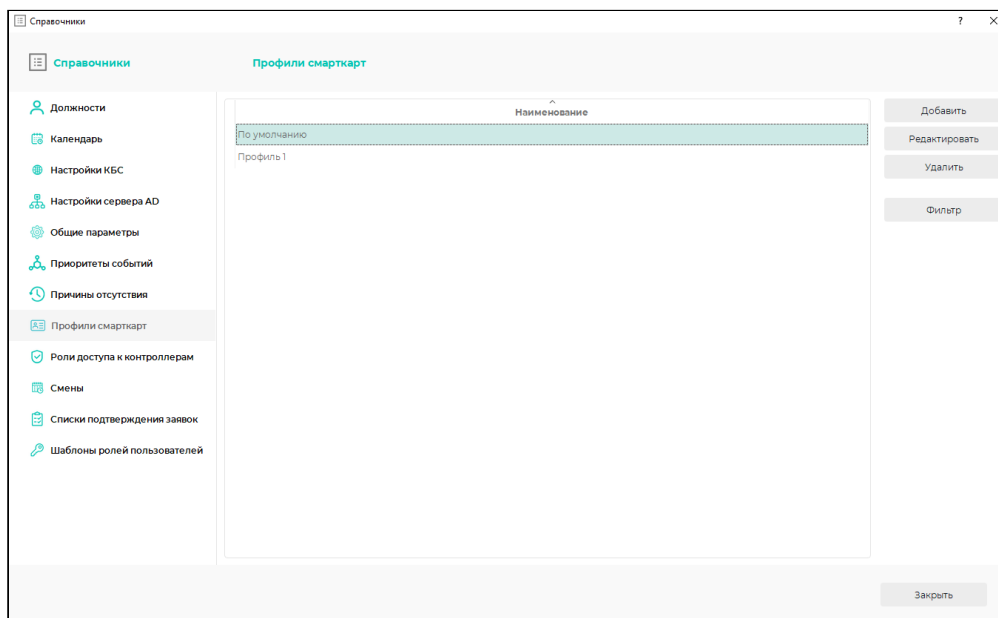 Справочники
?
Справочники
Профили смарткарт
Должности
Календарь
Настройки КБС
Настройки сервера AD
Общие параметры
Приоритеты событий
Причины отсутствия
Профили смарткарт
Роли доступа к контроллерам
Смены
Списки подтверждения заявок
Шаблоны ролей пользователей
Наименование
По умолчанию
Профиль 1
Добавить
Редактировать
Удалить
Фильтр
Закрыть